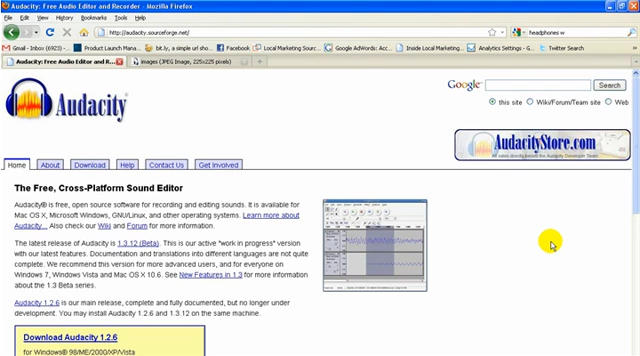 Audacity: Free Audio Editor and Recorder - Mozilla Firefox
File Edit View History Bookmarks Tools Help
http://audacity.sourceforge.net/
headphones w
Gmail - Inbox (6923) - ...
Product Launch Manag...
bit.ly, a simple url sho...
Facebook
Local Marketing Sourc...
Google AdWords: Acc...
Inside Local Marketing
Analytics Settings - G...
Twitter Search
Audacity: Free Audio Editor and R...
images (JPEG Image, 225x225 pixels)
Audacity®
Google
Search
this site Wiki/Forum/Team site Web
AudacityStore.com
Home About Download Help Contact Us Get Involved
The Free, Cross-Platform Sound Editor
Audacity® is free, open source software for recording and editing sounds. It is available for
Mac OS X, Microsoft Windows, GNU/Linux, and other operating systems. Learn more about
Audacity... Also check our Wiki and Forum for more information.
The latest release of Audacity is 1.3.12 (Beta). This is our active "work in progress" version
with our latest features. Documentation and translations into different languages are not quite
complete. We recommend this version for more advanced users, and for everyone on
Windows 7, Windows Vista and Mac OS X 10.6. See New Features in 1.3 for more information
about the 1.3 Beta series.
Audacity 1.2.6 is our main release, complete and fully documented, but no longer under
development. You may install Audacity 1.2.6 and 1.3.12 on the same machine.
Download Audacity 1.2.6
for Windows® 98/ME/2000/XP/Vista